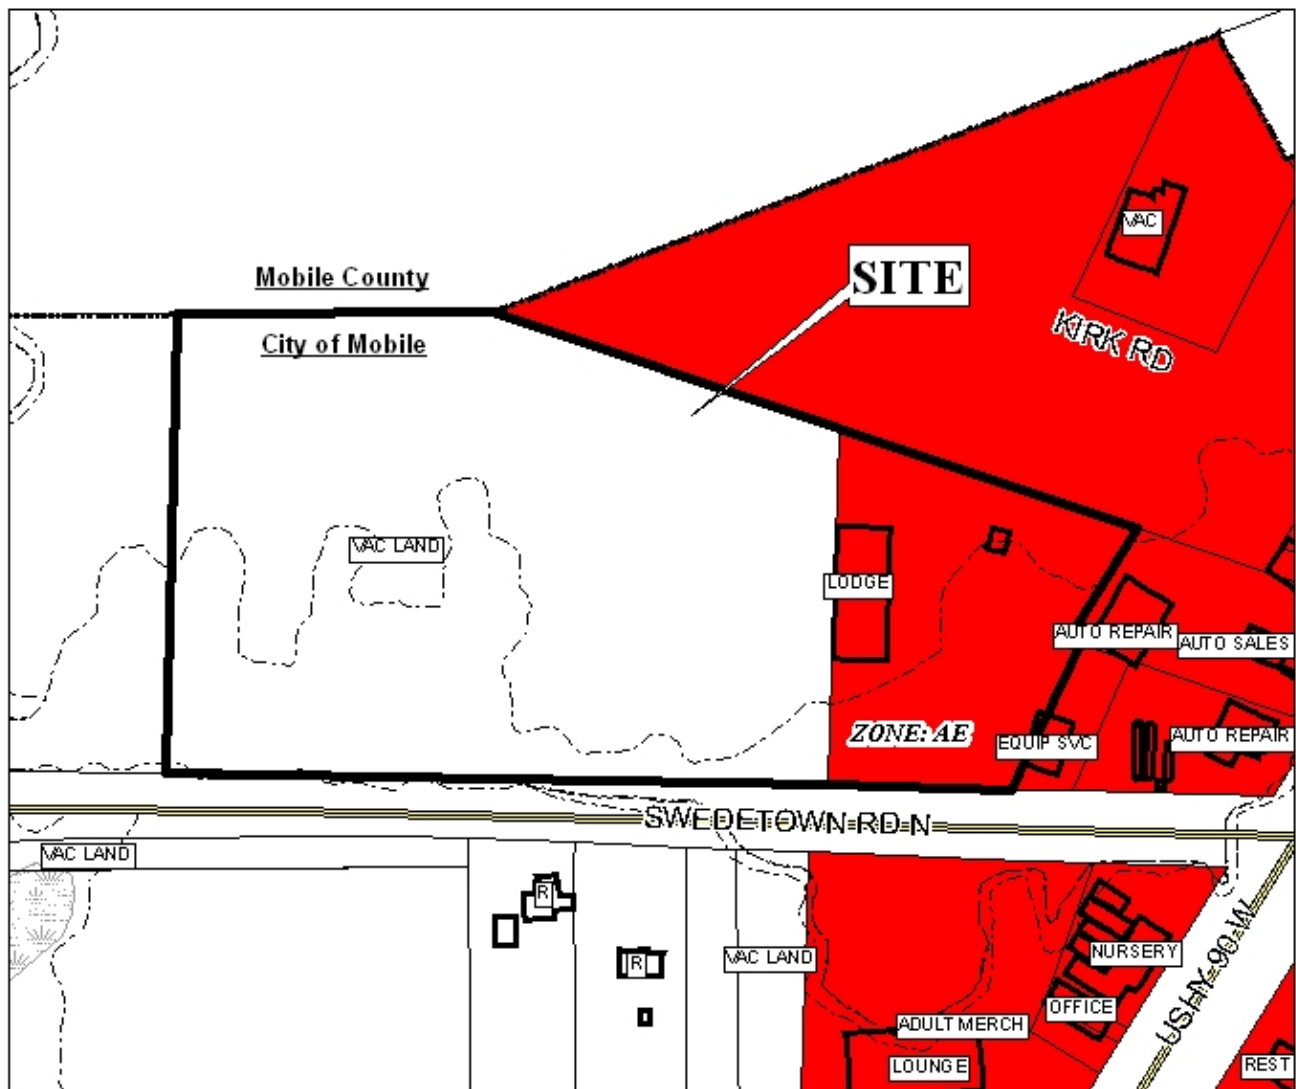 VAC
Mobile County
SITE
KIRK RD
City of Mobile
VAC LAND
LODGE
AUTO REPAIR
AUTO SALES
ZONE: AE
EQUIP SVC
AUTO REPAIR
SWEDETOWN RD N
VAC LAND
R
R
VAC LAND
NURSERY
US HY 90 W
OFFICE
ADULT MERCH
LOUNGE
REST